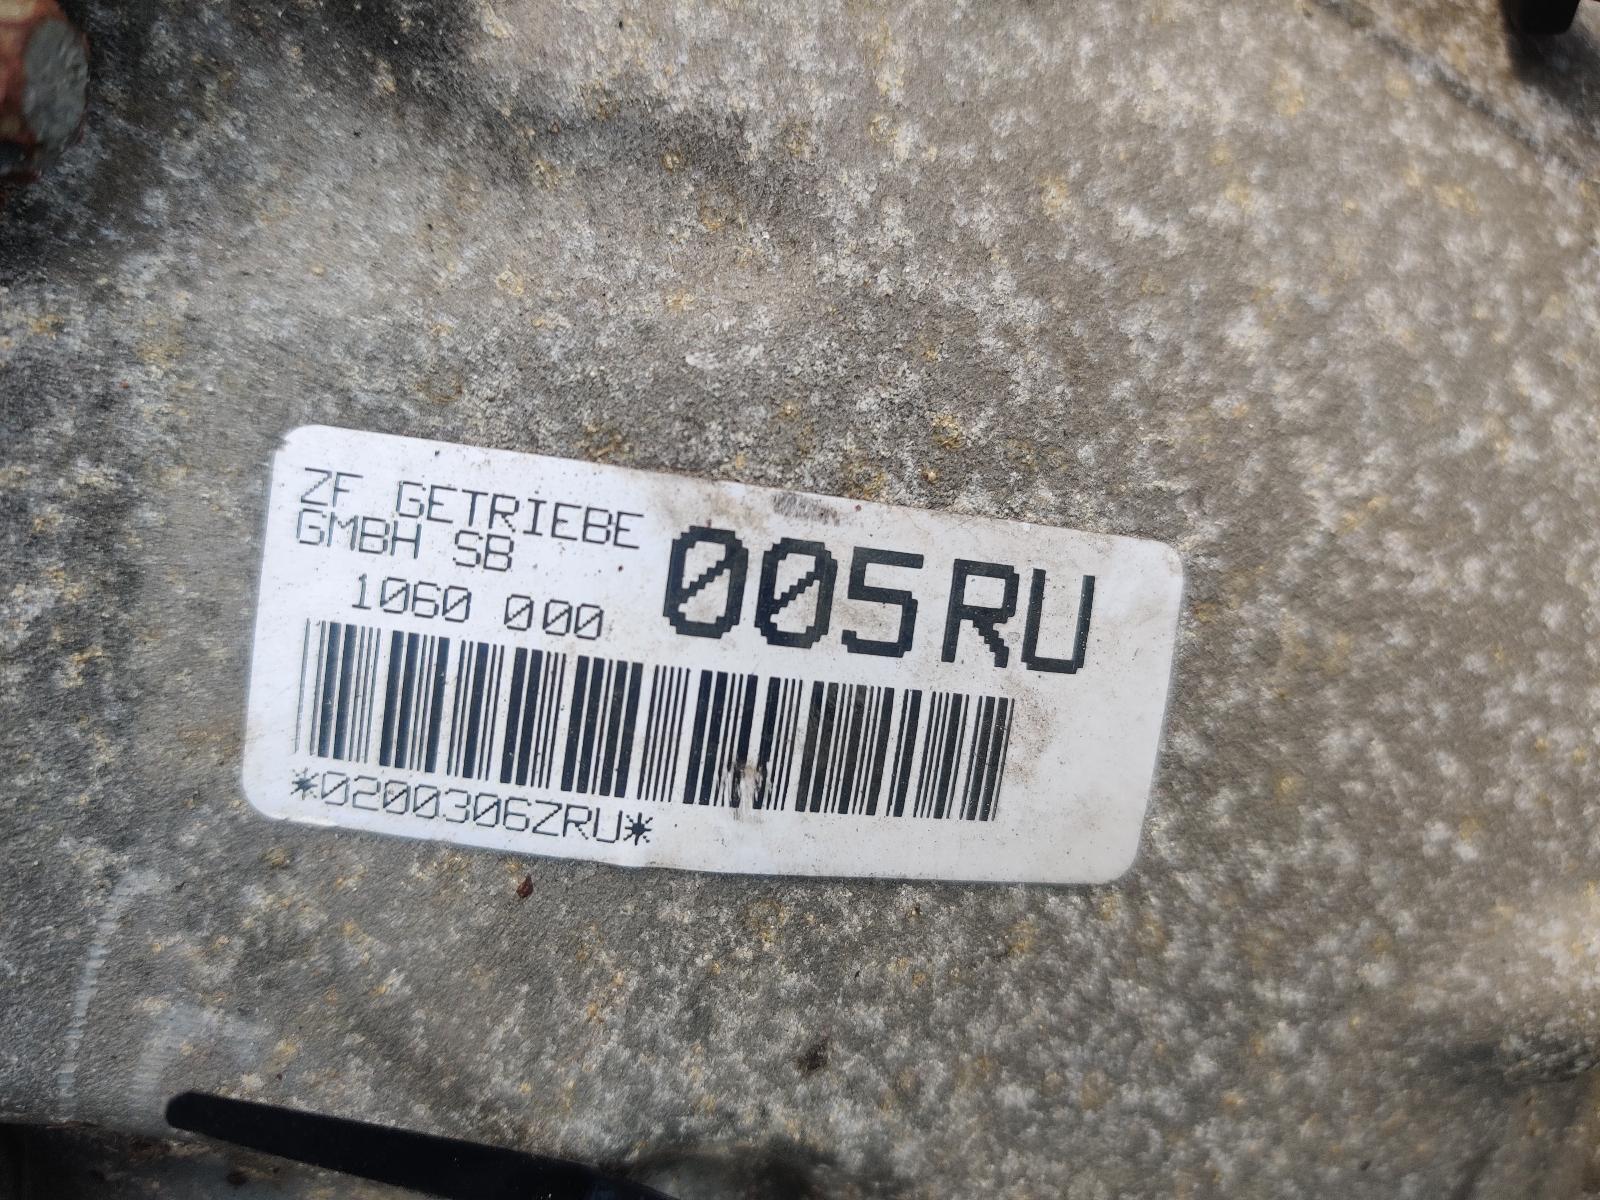 ZF GETRIEBE
GMBH SB
005RU
1060 000
*0200306ZRU*